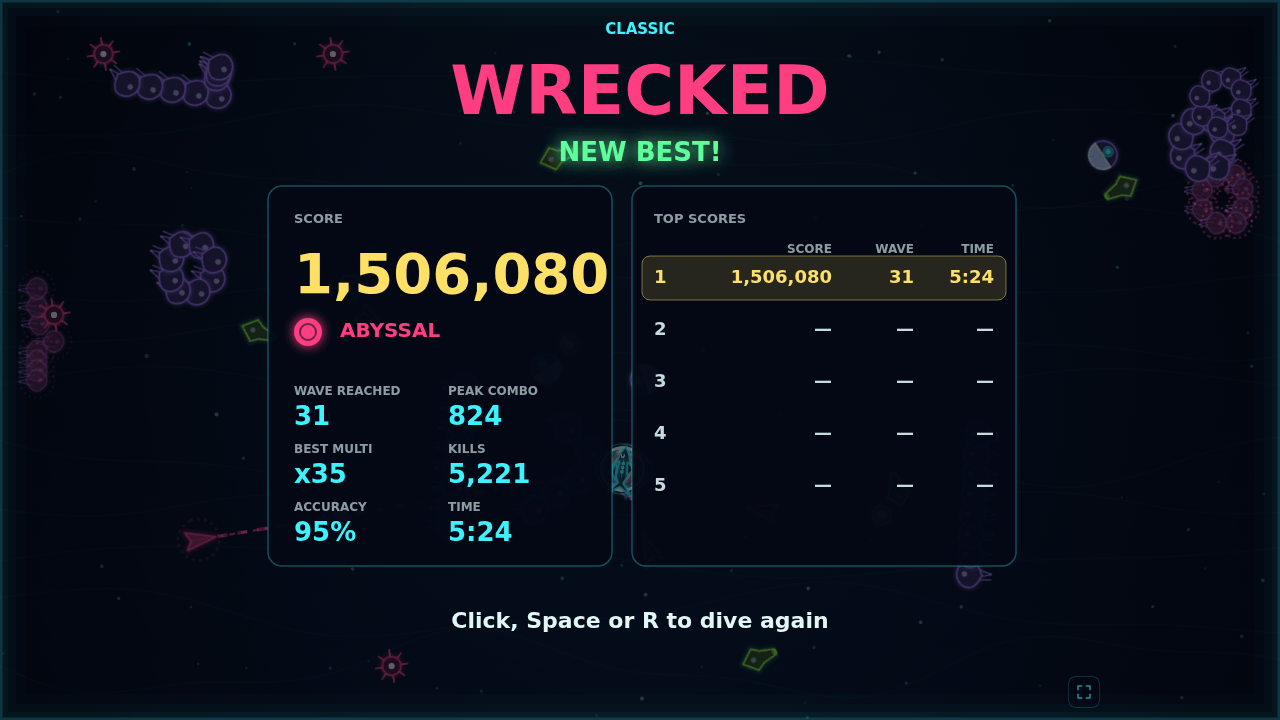 CLASSIC
WRECKED
NEW BEST!
SCORE
1,506,080
ABYSSAL
WAVE REACHED PEAK COMBO
31 824
BEST MULTI KILLS
x35 5,221
ACCURACY TIME
95% 5:24
TOP SCORES
SCORE WAVE TIME
1 1,506,080 31 5:24
2 — — —
3 — — —
4 — — —
5 — — —
Click, Space or R to dive again